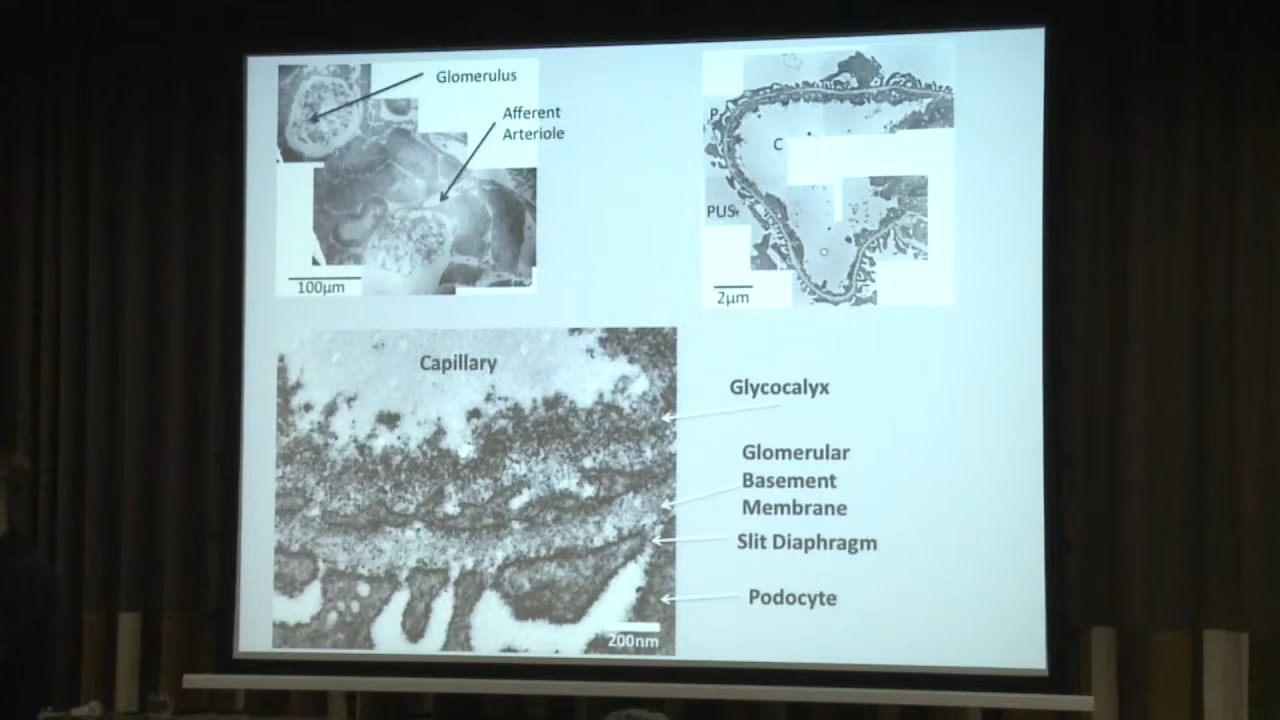 Glomerulus
Afferent
Arteriole
100µm
P
C
PUS
2µm
Capillary
Glycocalyx
Glomerular
Basement
Membrane
Slit Diaphragm
Podocyte
200nm